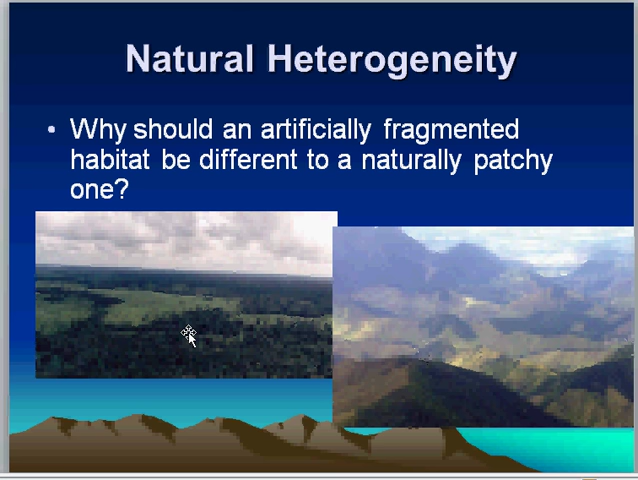 Natural Heterogeneity
• Why should an artificially fragmented
habitat be different to a naturally patchy
one?